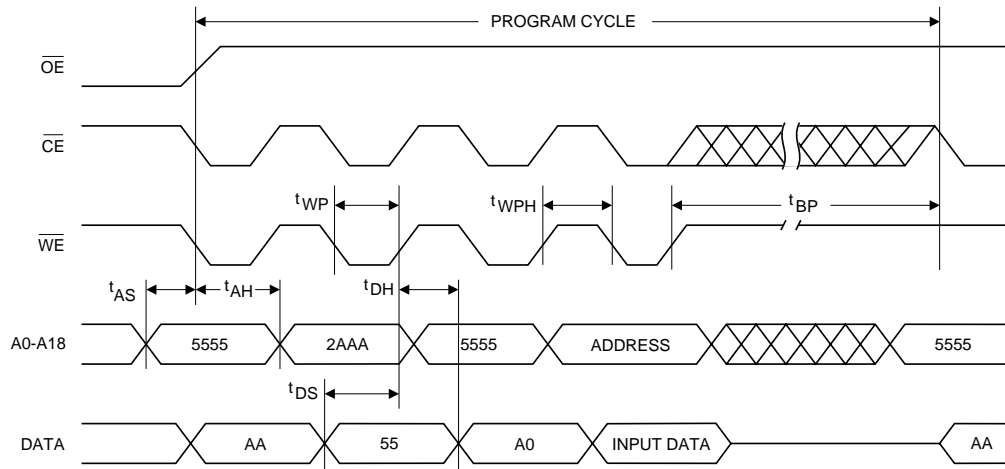 PROGRAM CYCLE
OE
CE
tWP tWPH tBP
WE
tAS tAH tDH
A0-A18 5555 2AAA 5555 ADDRESS 5555
tDS
DATA AA 55 A0 INPUT DATA AA